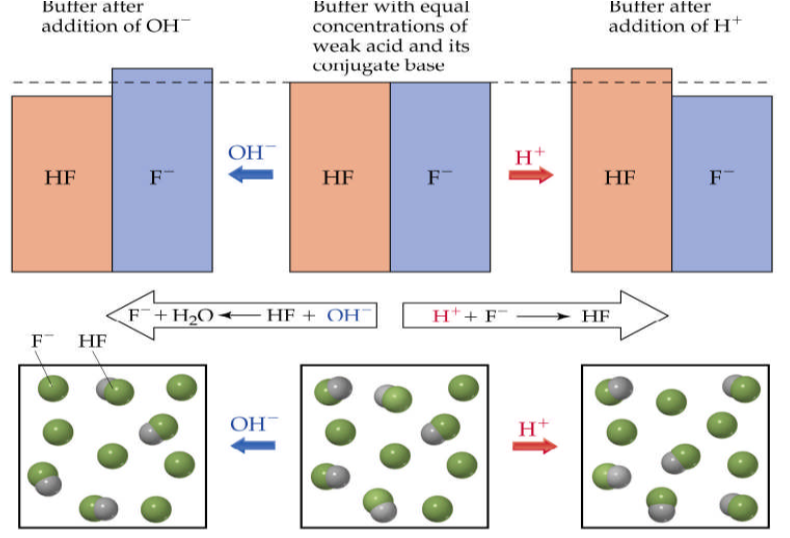 Buffer after
addition of OH⁻
Buffer with equal
concentrations of
weak acid and its
conjugate base
Buffer after
addition of H⁺
HF
F⁻
OH⁻
HF
F⁻
H⁺
HF
F⁻
F⁻ + H₂O ⟵ HF + OH⁻
H⁺ + F⁻ ⟶ HF
F⁻
HF
OH⁻
H⁺